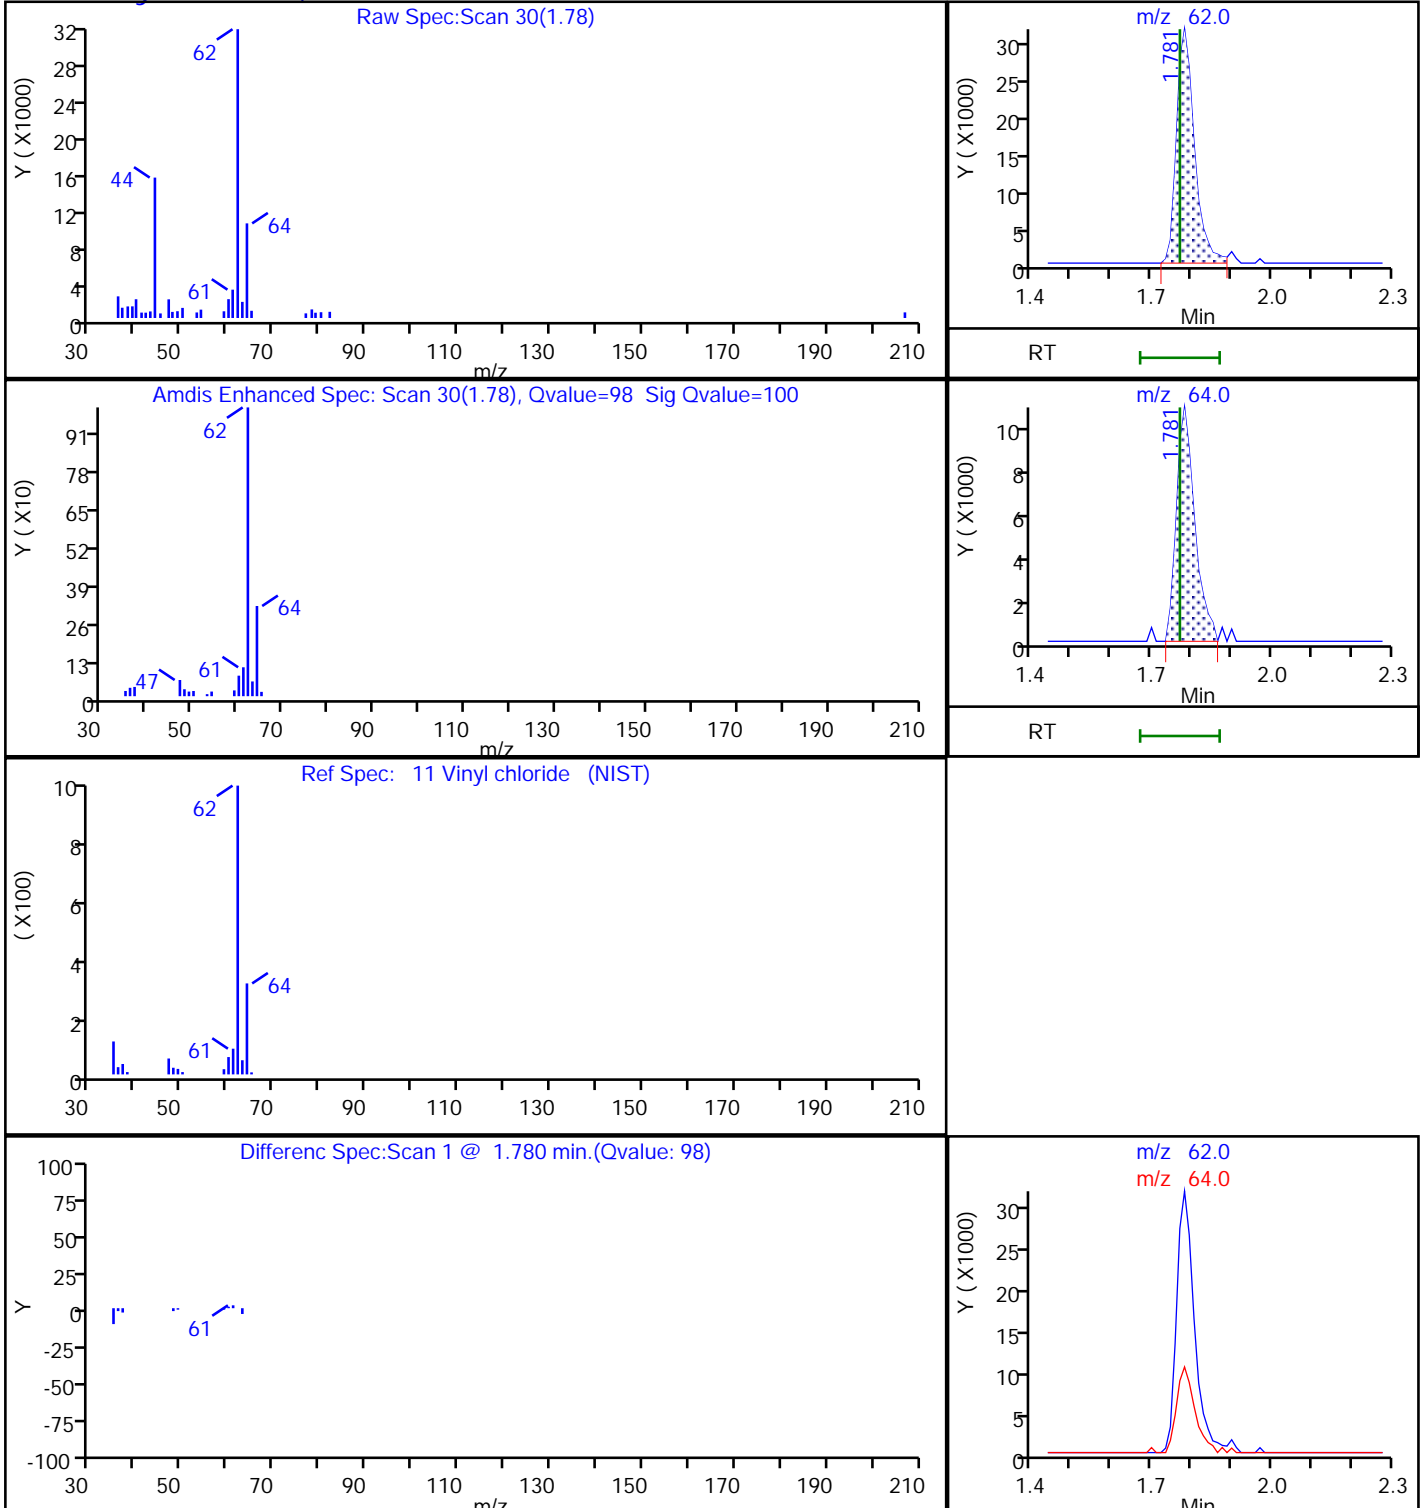 Raw Spec:Scan 30(1.78)
Y ( X1000)
32
28
24
20
16
12
8
4
0
62
44
64
61
30 50 70 90 110 130 150 170 190 210
m/z
m/z 62.0
Y ( X1000)
30
25
20
15
10
5
0
1.781
1.4 1.7 2.0 2.3
Min
RT
Amdis Enhanced Spec: Scan 30(1.78), Qvalue=98 Sig Qvalue=100
Y ( X10)
91
78
65
52
39
26
13
0
62
64
61
47
30 50 70 90 110 130 150 170 190 210
m/z
m/z 64.0
Y ( X1000)
10
8
6
4
2
0
1.781
1.4 1.7 2.0 2.3
Min
RT
Ref Spec: 11 Vinyl chloride (NIST)
( X100)
10
8
6
4
2
0
62
64
61
30 50 70 90 110 130 150 170 190 210
Differenc Spec:Scan 1 @ 1.780 min.(Qvalue: 98)
Y
100
75
50
25
0
-25
-50
-75
-100
61
30 50 70 90 110 130 150 170 190 210
m/z
m/z 62.0
m/z 64.0
Y ( X1000)
30
25
20
15
10
5
0
1.4 1.7 2.0 2.3
Min